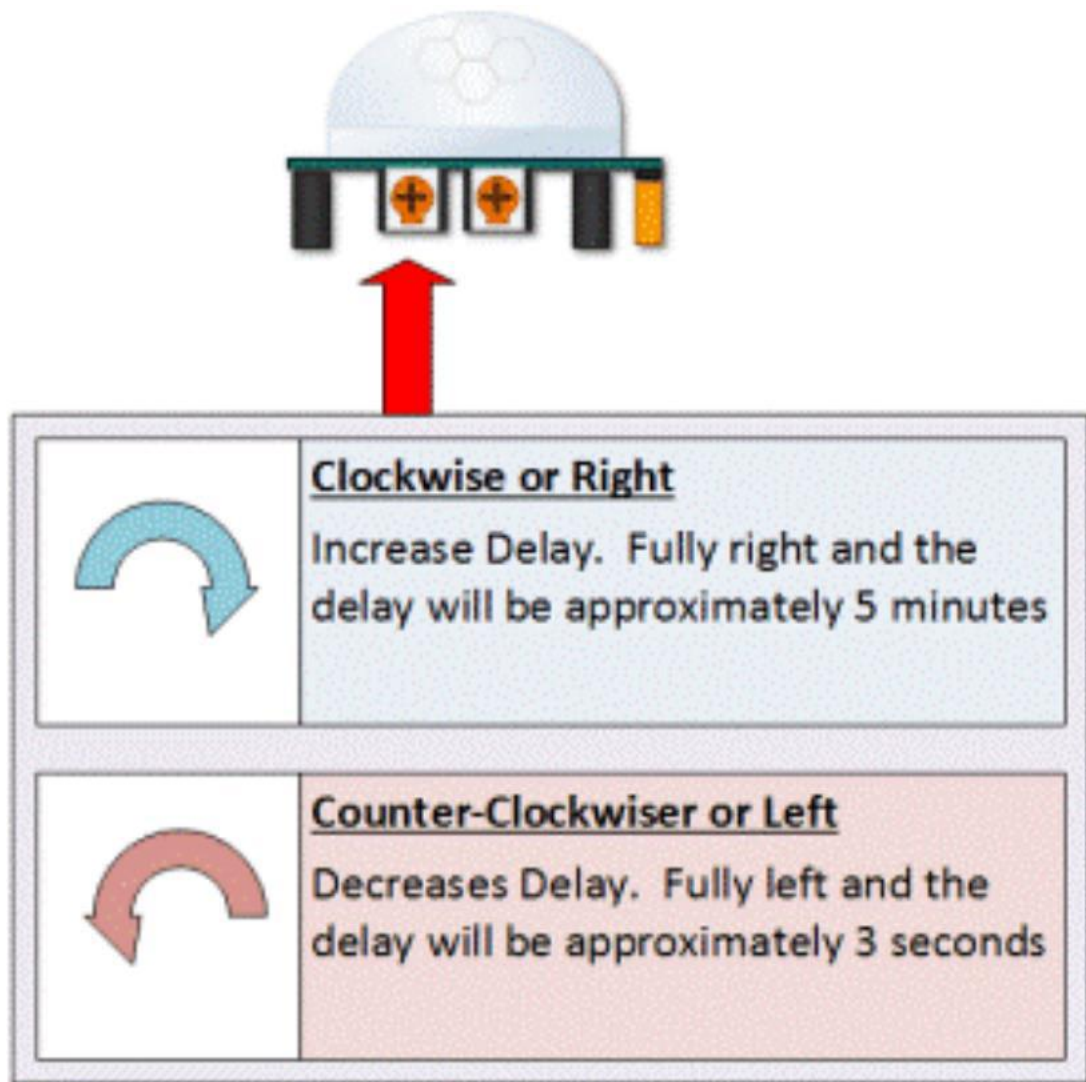 Clockwise or Right
Increase Delay. Fully right and the
delay will be approximately 5 minutes
Counter-Clockwiser or Left
Decreases Delay. Fully left and the
delay will be approximately 3 seconds